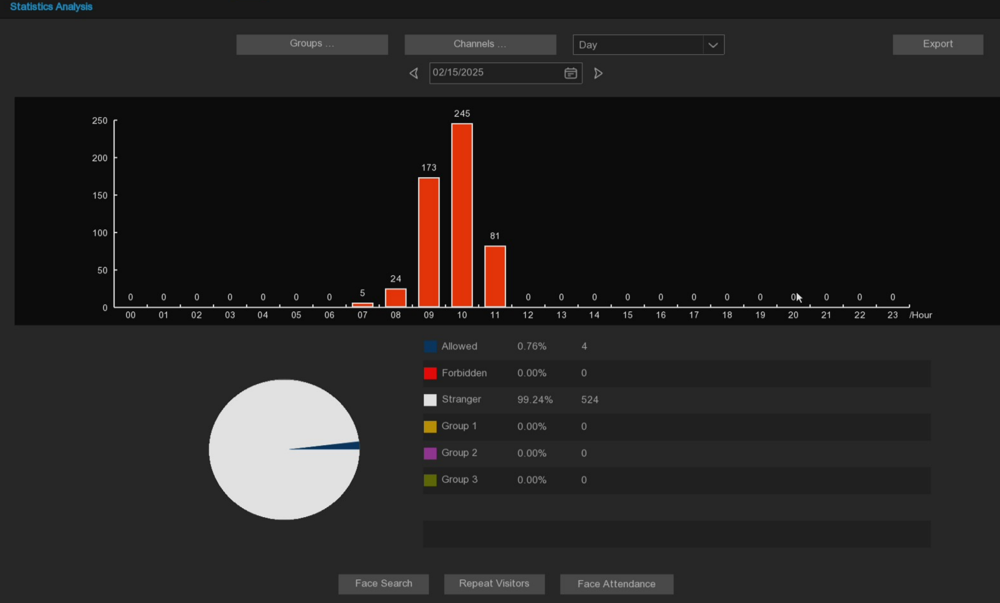 Statistics Analysis
Groups ... Channels ... Day Export
02/15/2025
250
200
150
100
50
0
0 0 0 0 0 0 0 5 24 173 245 81 0 0 0 0 0 0 0 0 0 0 0 0
00 01 02 03 04 05 06 07 08 09 10 11 12 13 14 15 16 17 18 19 20 21 22 23 /Hour
Allowed 0.76% 4
Forbidden 0.00% 0
Stranger 99.24% 524
Group 1 0.00% 0
Group 2 0.00% 0
Group 3 0.00% 0
Face Search Repeat Visitors Face Attendance